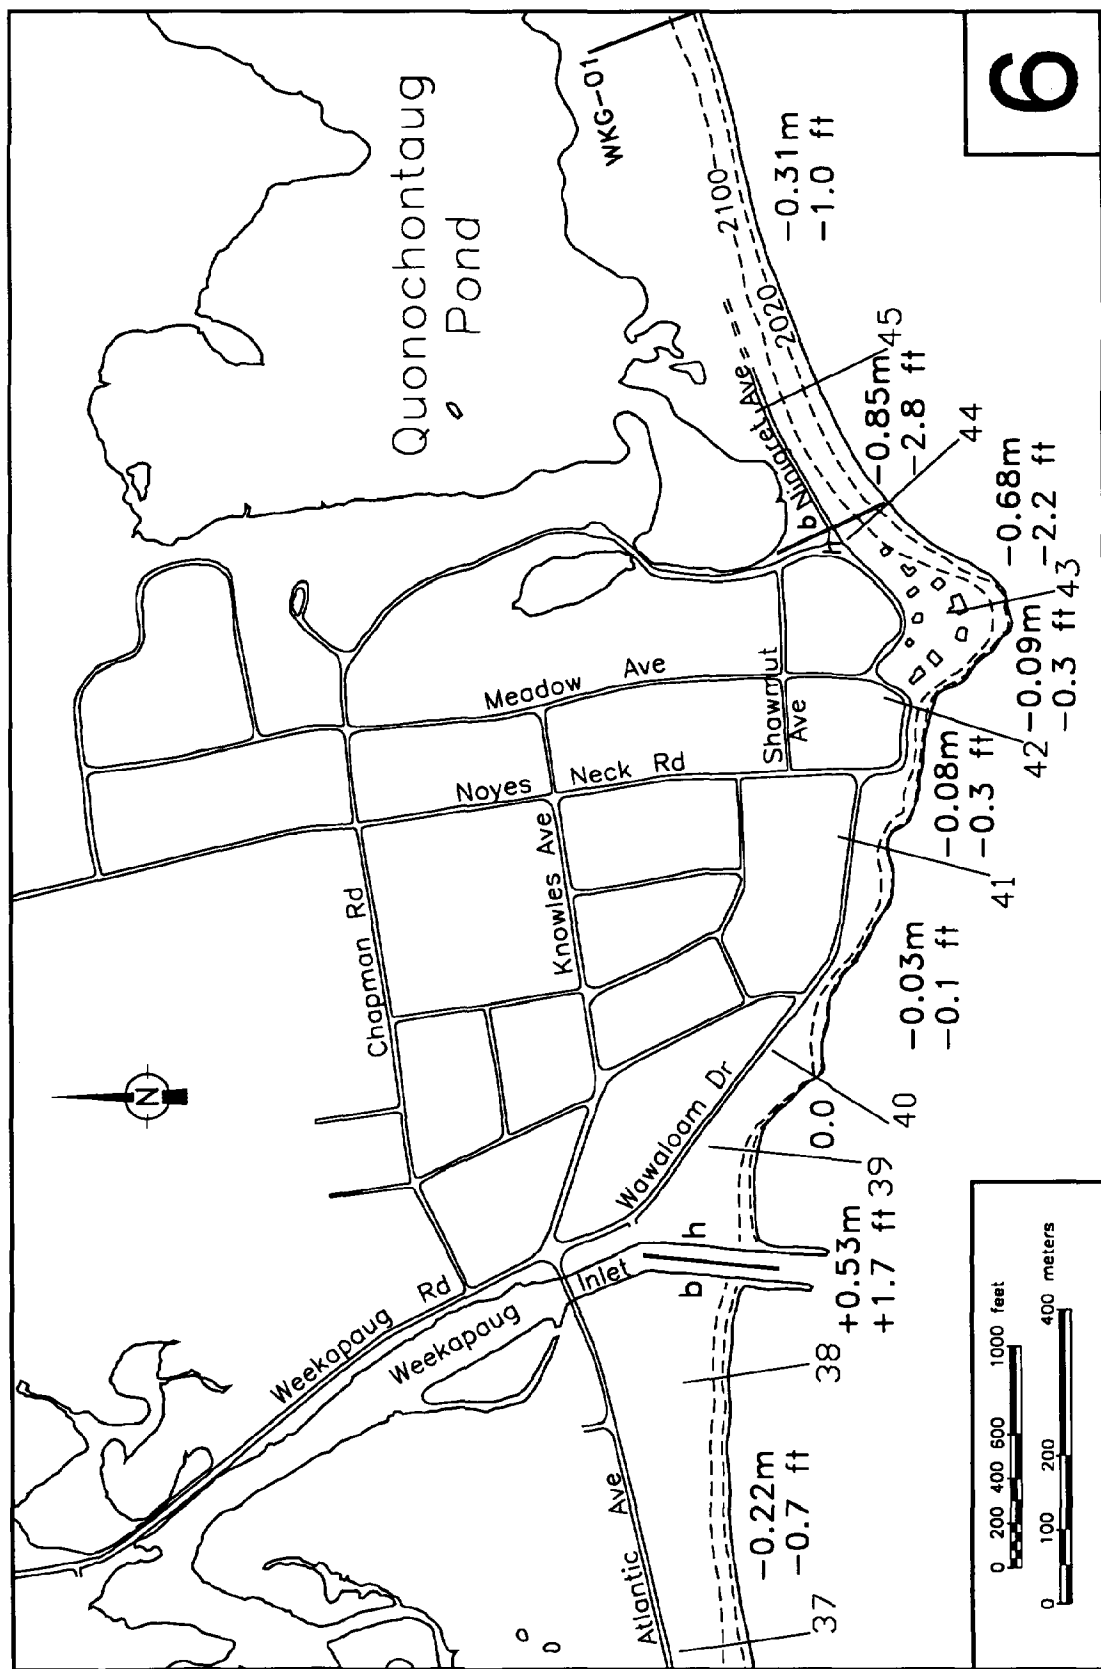 6
Quonochontaug
Pond
WKG-01
2100
2020
-0.31m
-1.0 ft
Ninigret Ave
45
-0.85m
-2.8 ft
44
b
h
-0.68m
-2.2 ft
43
-0.09m
-0.3 ft
42
-0.08m
-0.3 ft
41
-0.03m
-0.1 ft
40
0.0
39
+0.53m
+1.7 ft
38
-0.22m
-0.7 ft
37
Meadow Ave
Shawmut
Ave
Noyes Neck Rd
Knowles Ave
Chapman Rd
Wawaloam Dr
N
Weekapaug Rd
Weekapaug Inlet
h
b
Atlantic Ave
0 200 400 600 1000 feet
0 100 200 400 meters